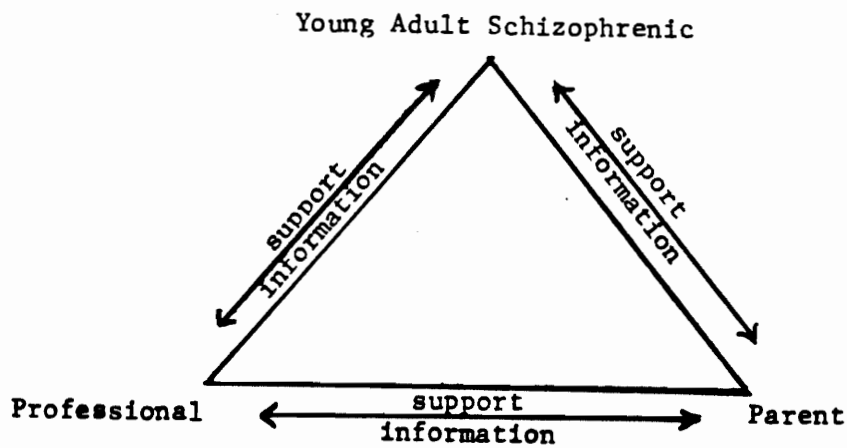 Young Adult Schizophrenic
support
information
support
information
Professional
support
information
Parent